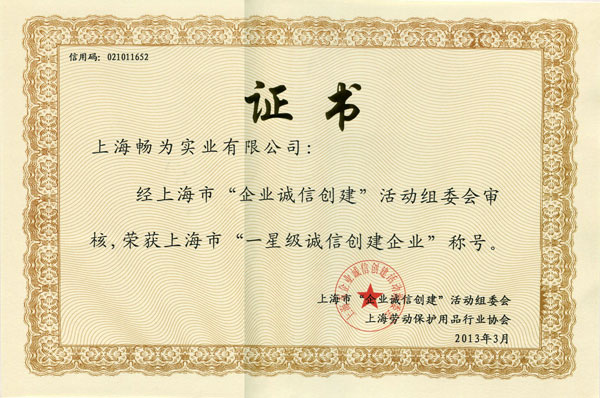 信用码：021011652
证书
上海畅为实业有限公司：
经上海市“企业诚信创建”活动组委会审
核，荣获上海市“一星级诚信创建企业”称号。
上海市“企业诚信创建”活动组委会
上海劳动保护用品行业协会
2013年3月